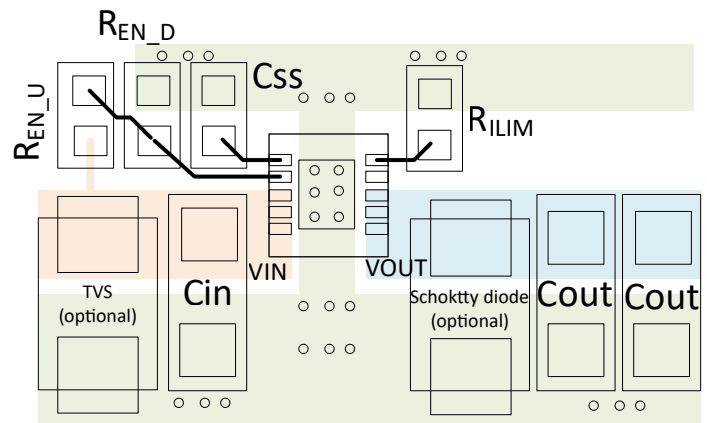 REN_D
Css
REN_U
RILIM
VIN
VOUT
TVS
(optional)
Cin
Schoktty diode
(optional)
Cout
Cout